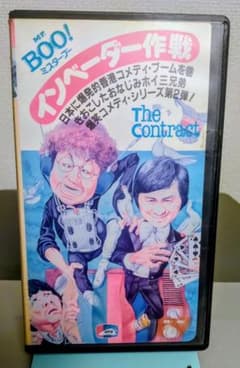 MR.
BOO!
ミスター・ブー
インベーダー作戦
日本に爆発的香港コメディ・ブームを巻
きおこしたおなじみホイ三兄弟
爆笑コメディ・シリーズ第2弾!
The
Contract